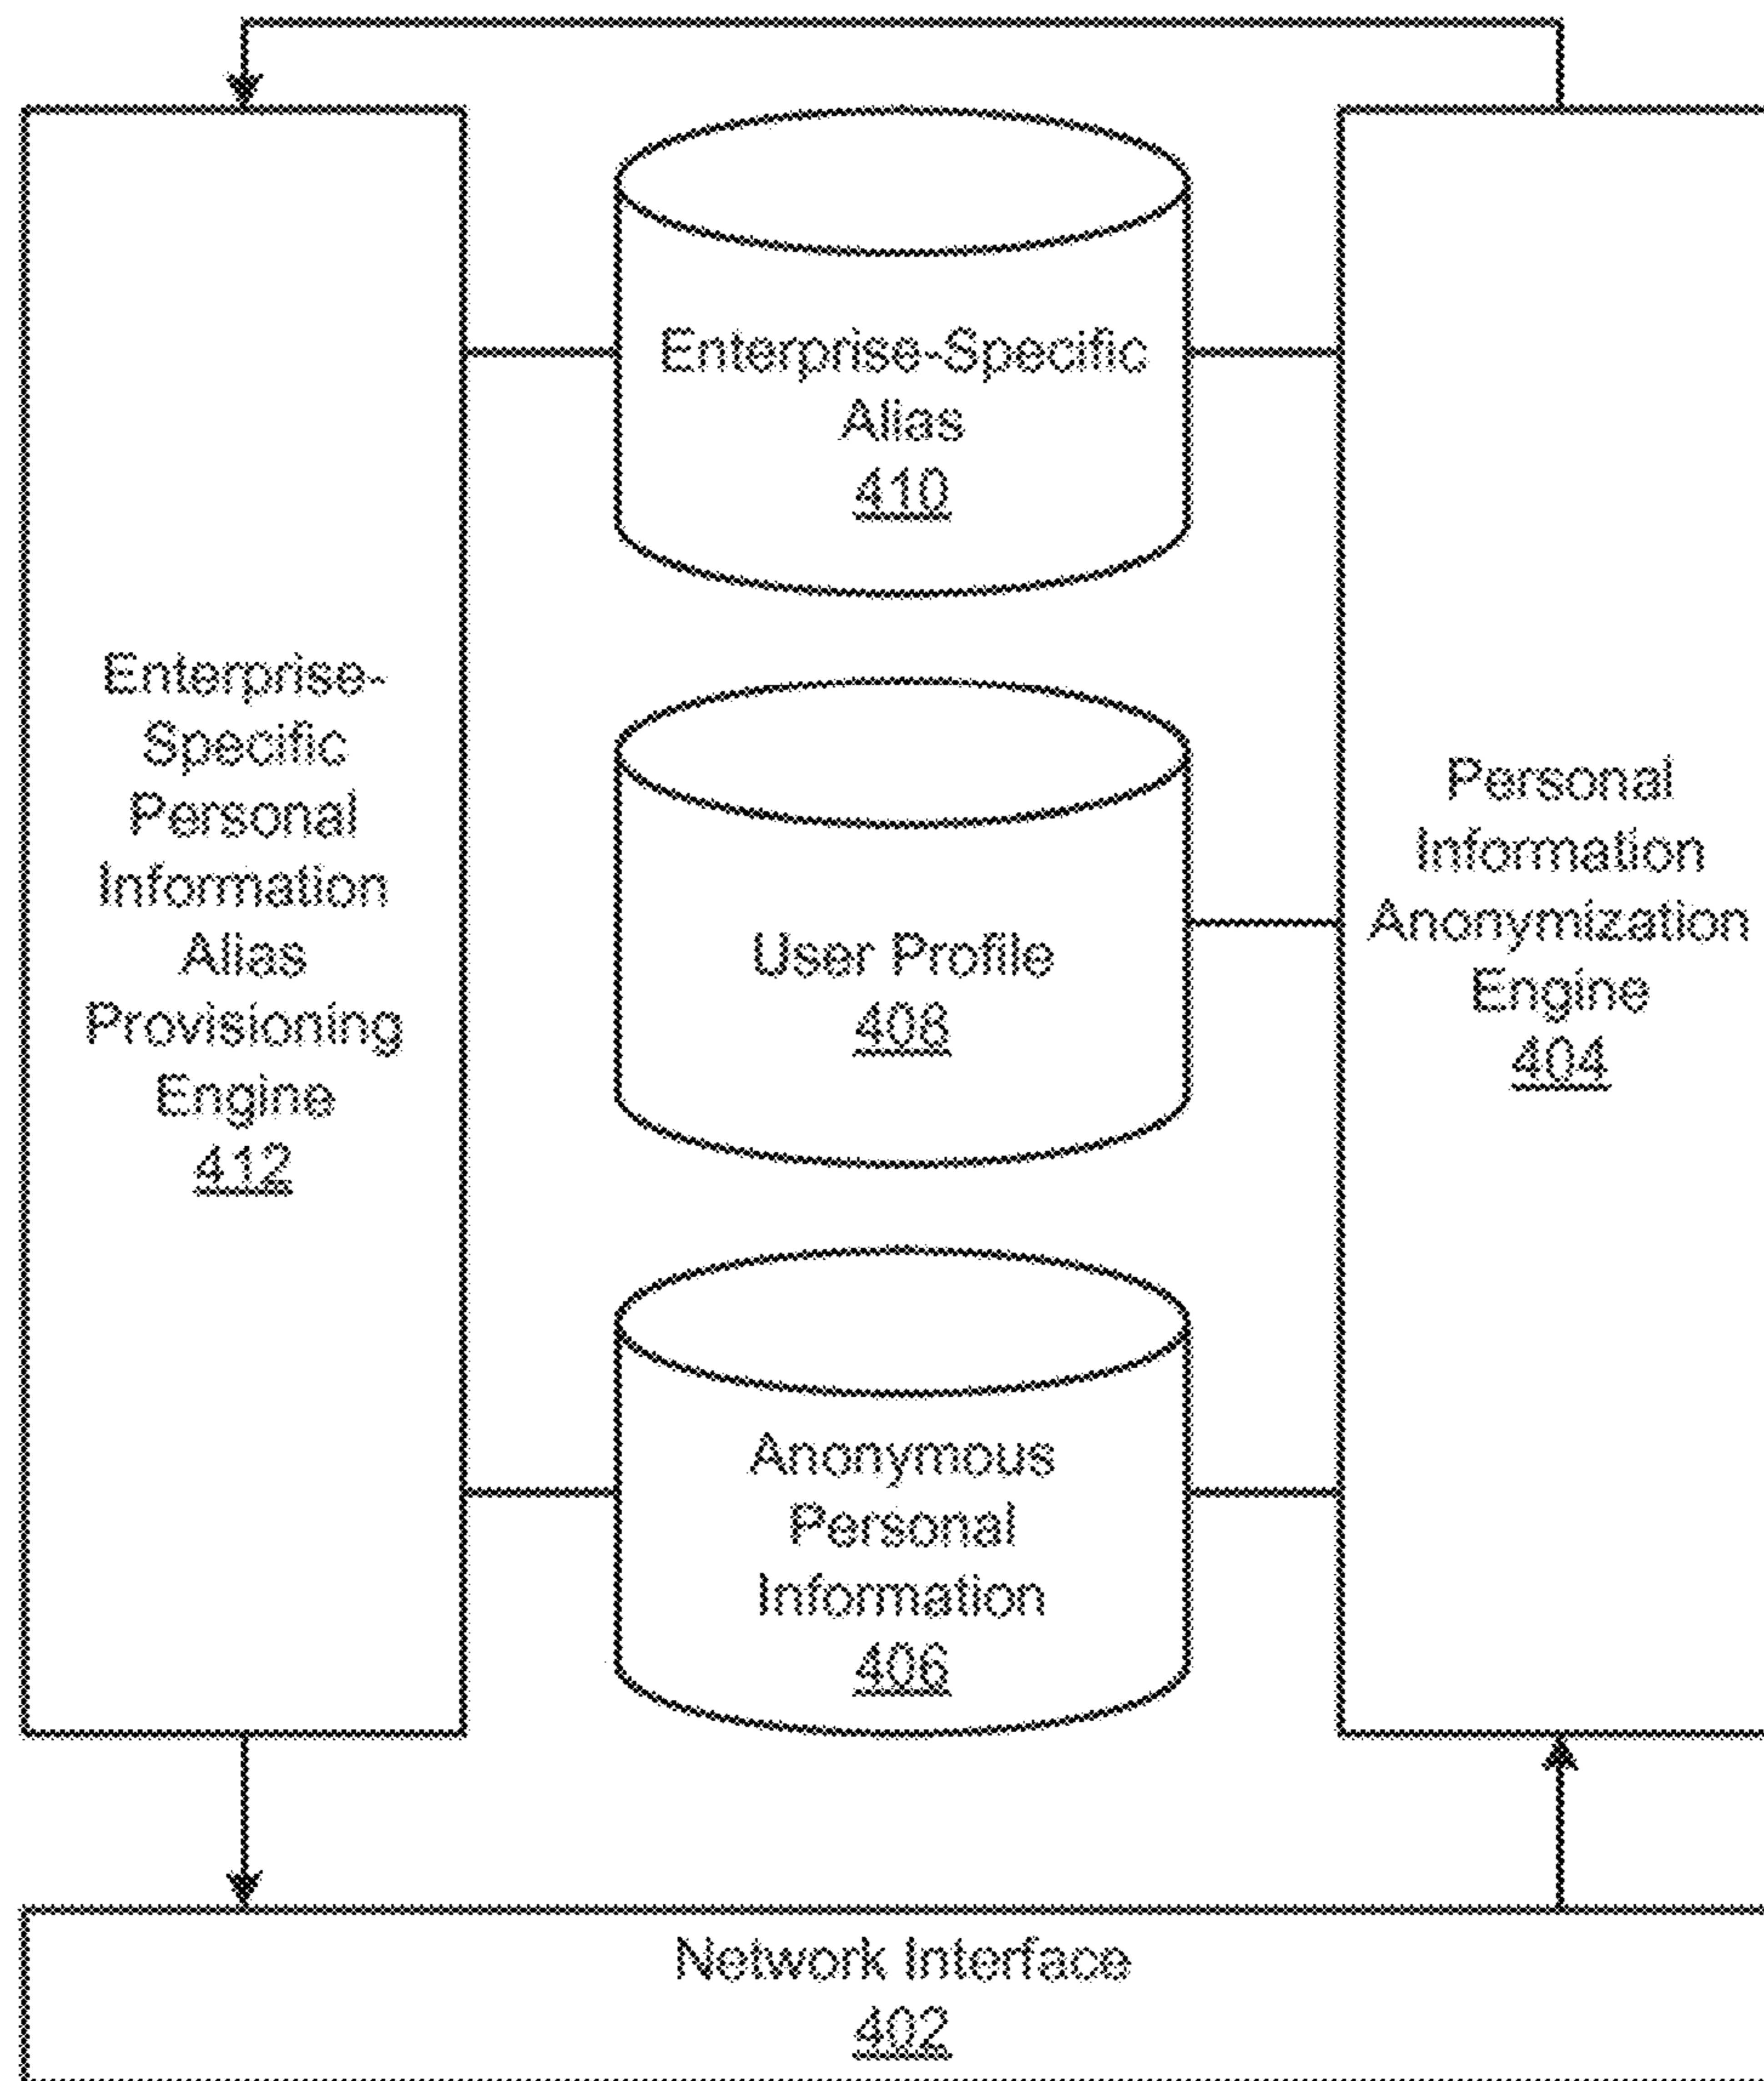 Enterprise-Specific
Alias
410
Enterprise-
Specific
Personal
Information
Alias
Provisioning
Engine
412
User Profile
408
Personal
Information
Anonymization
Engine
404
Anonymous
Personal
Information
406
Network Interface
402